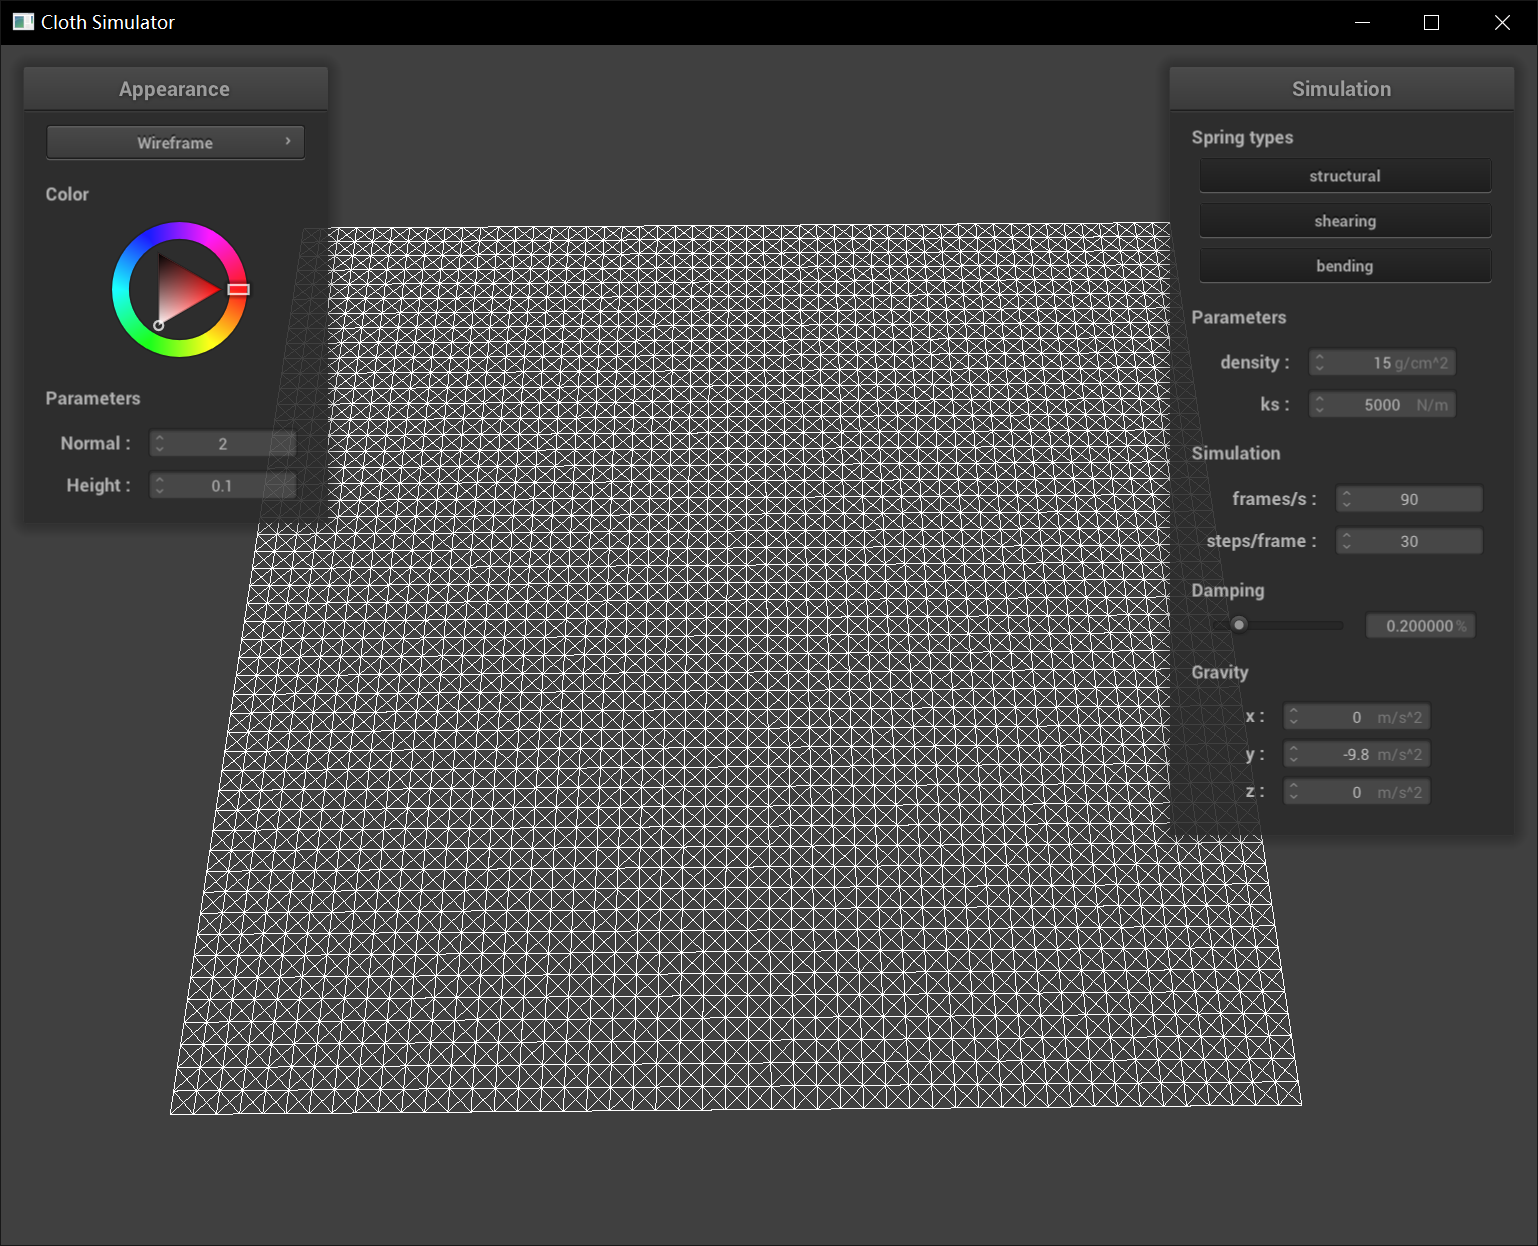 Cloth Simulator
Appearance
Wireframe
Color
Parameters
Normal : 2
Height : 0.1
Simulation
Spring types
structural
shearing
bending
Parameters
density : 15 g/cm^2
ks : 5000 N/m
Simulation
frames/s : 90
steps/frame : 30
Damping
0.200000 %
Gravity
x : 0 m/s^2
y : -9.8 m/s^2
z : 0 m/s^2